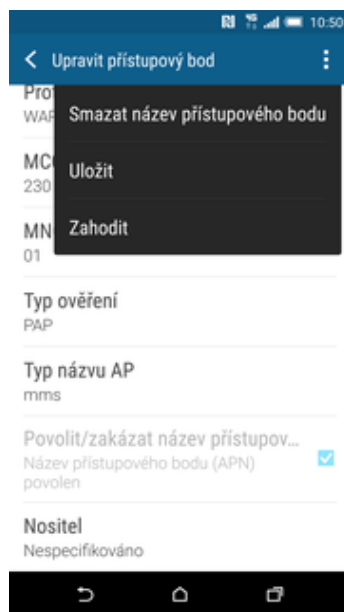 10:50
Upravit přístupový bod
Smazat název přístupového bodu
WAP
Uložit
230
Zahodit
01
Typ ověření
PAP
Typ názvu AP
mms
Povolit/zakázat název přístupov...
Název přístupového bodu (APN)
povolen
Nositel
Nespecifikováno